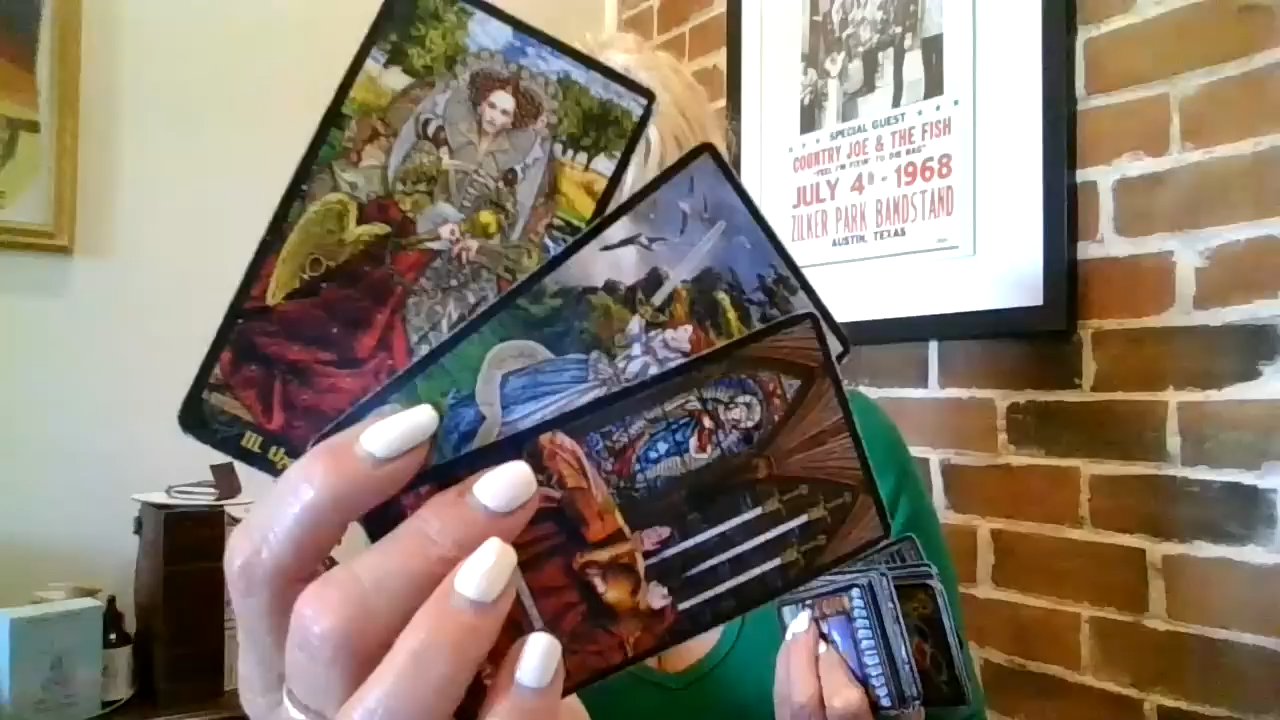 SPECIAL GUEST
COUNTRY JOE & THE FISH
"FEEL I'M FIXIN' TO DIE RAG"
JULY 4th - 1968
ZILKER PARK BANDSTAND
AUSTIN, TEXAS
III.